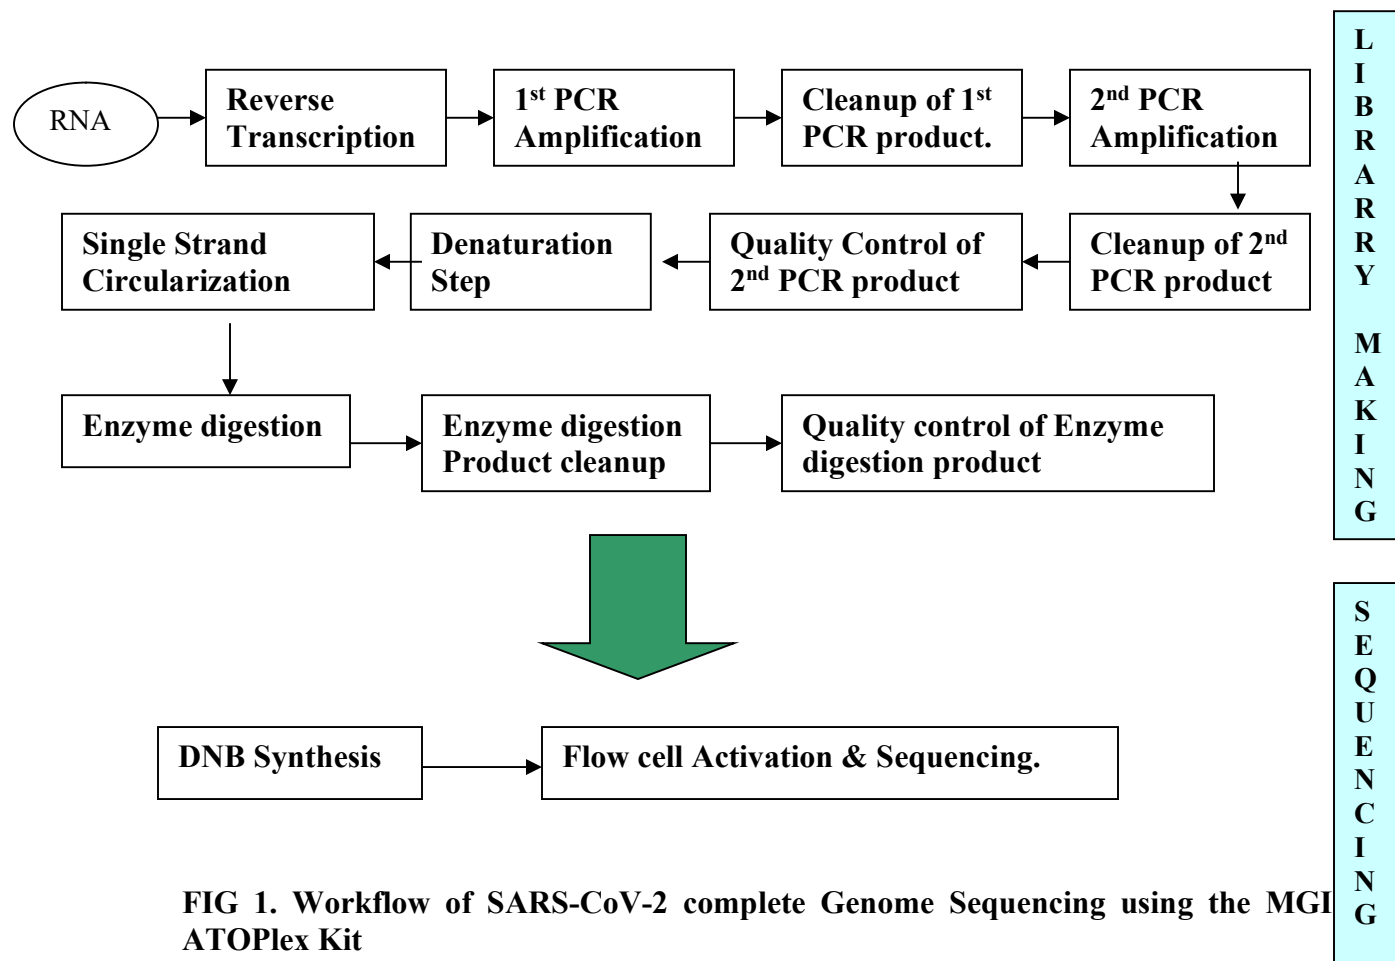 RNA
Reverse
Transcription
1st PCR
Amplification
Cleanup of 1st
PCR product.
2nd PCR
Amplification
Cleanup of 2nd
PCR product
Quality Control of
2nd PCR product
Denaturation
Step
Single Strand
Circularization
Enzyme digestion
Enzyme digestion
Product cleanup
Quality control of Enzyme
digestion product
LIBRARRY MAKING
DNB Synthesis
Flow cell Activation & Sequencing.
SEQUENCING
FIG 1. Workflow of SARS-CoV-2 complete Genome Sequencing using the MGI
ATOPlex Kit